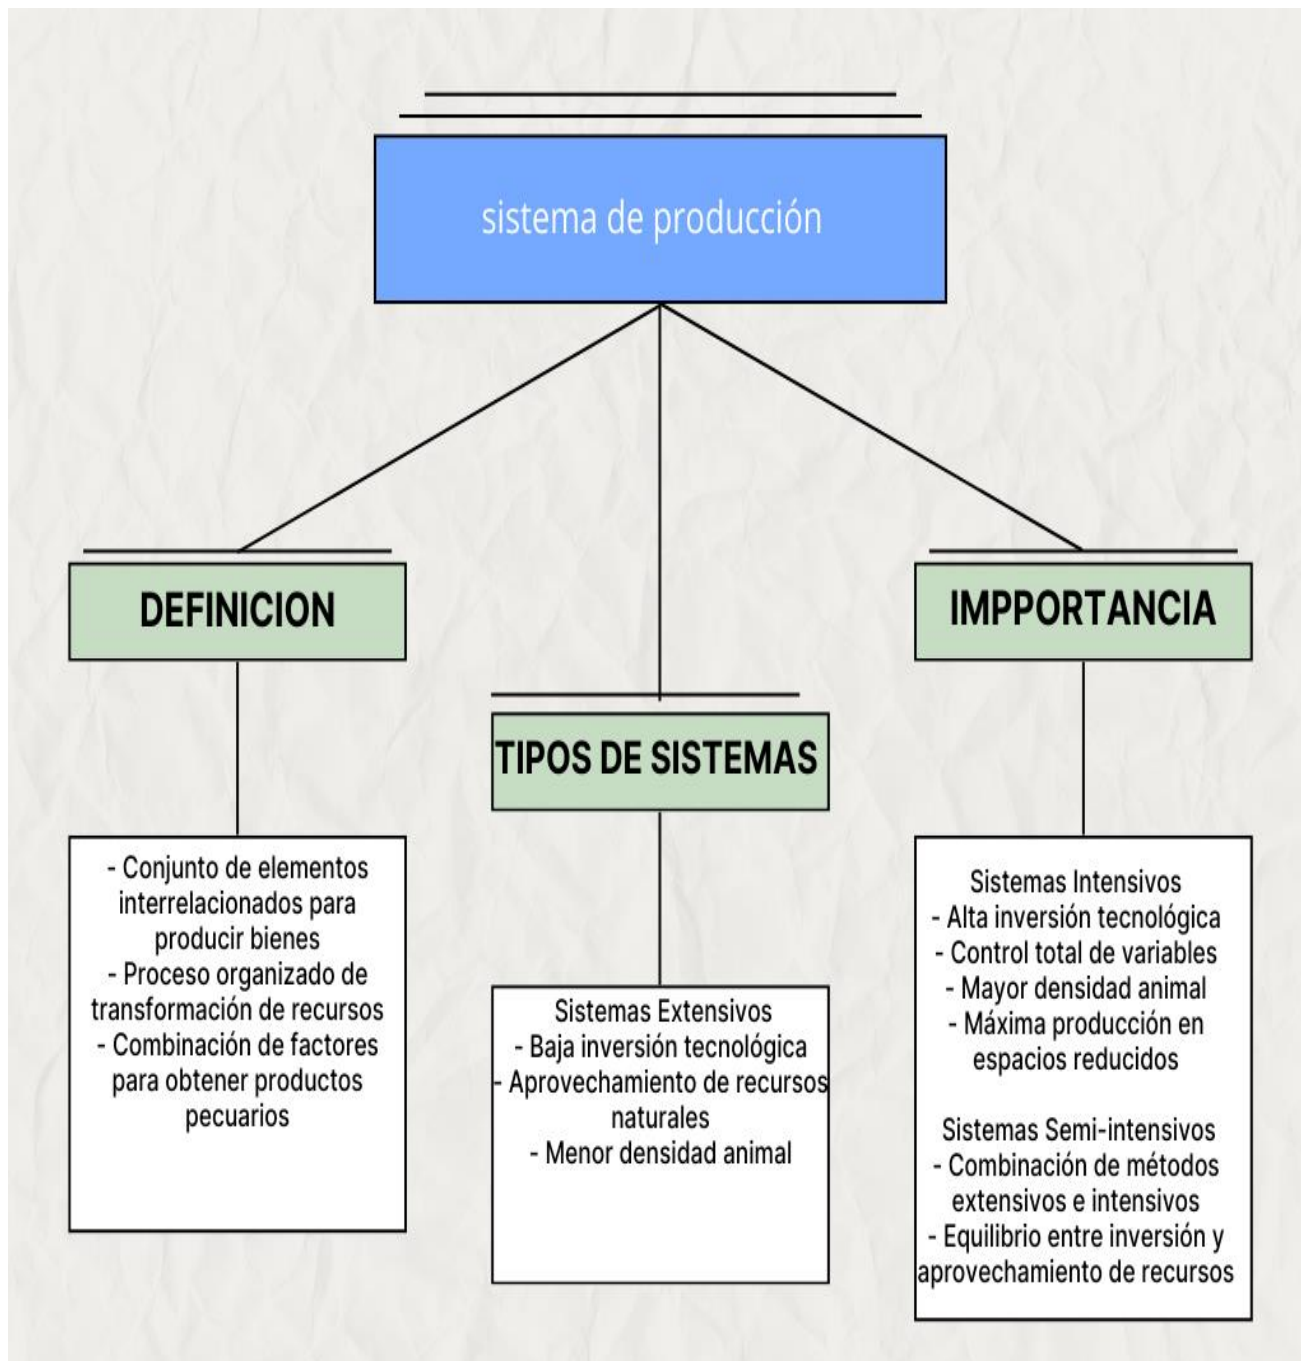 sistema de producción
DEFINICION
- Conjunto de elementos
interrelacionados para
producir bienes
- Proceso organizado de
transformación de recursos
- Combinación de factores
para obtener productos
pecuarios
TIPOS DE SISTEMAS
Sistemas Extensivos
- Baja inversión tecnológica
- Aprovechamiento de recursos
naturales
- Menor densidad animal
IMPPORTANCIA
Sistemas Intensivos
- Alta inversión tecnológica
- Control total de variables
- Mayor densidad animal
- Máxima producción en
espacios reducidos
Sistemas Semi-intensivos
- Combinación de métodos
extensivos e intensivos
- Equilibrio entre inversión y
aprovechamiento de recursos